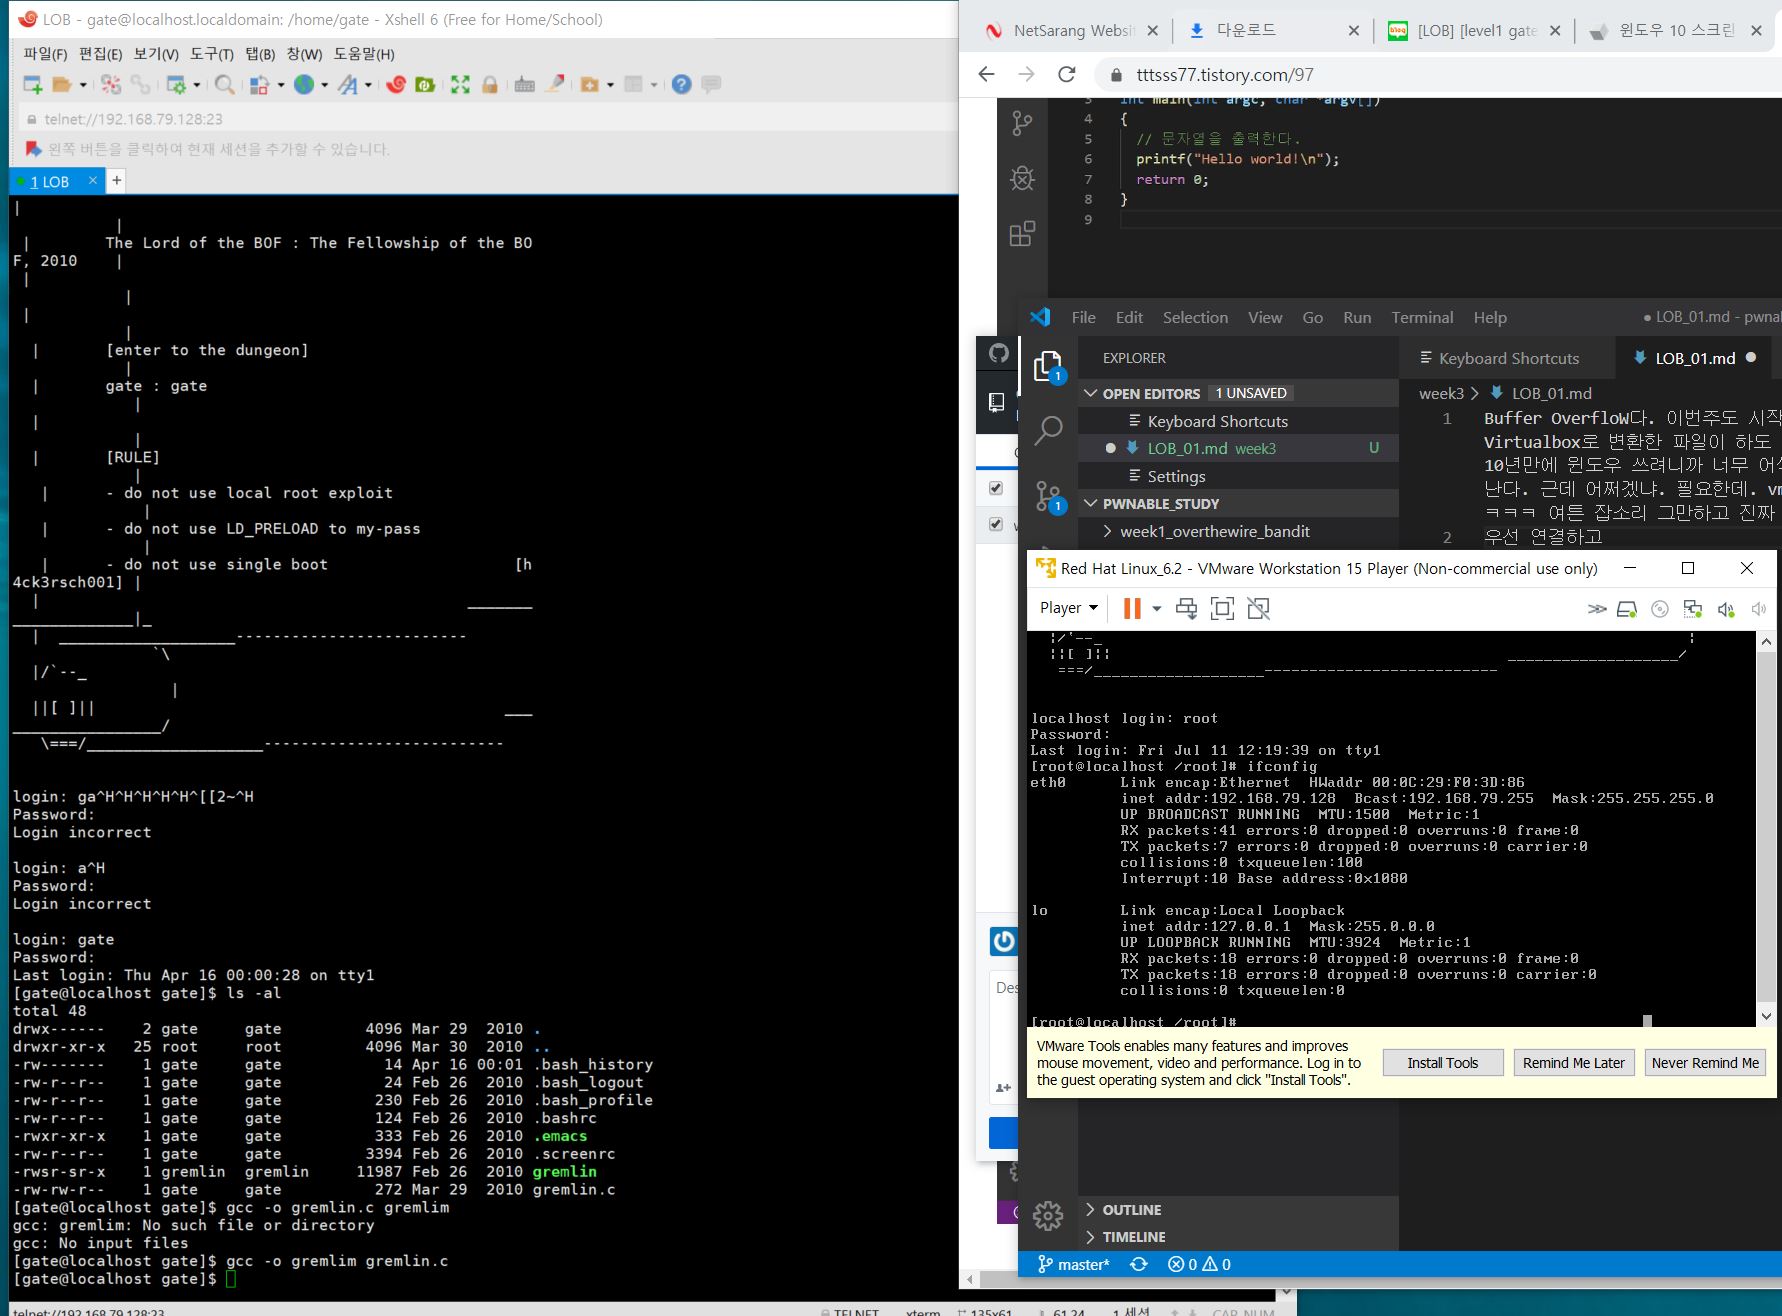 LOB - gate@localhost.localdomain: /home/gate - Xshell 6 (Free for Home/School)
파일(F) 편집(E) 보기(V) 도구(T) 탭(B) 창(W) 도움말(H)
telnet://192.168.79.128:23
왼쪽 버튼을 클릭하여 현재 세션을 추가할 수 있습니다.
1 LOB
The Lord of the BOF : The Fellowship of the BO
F, 2010 |
[enter to the dungeon]
| gate : gate
| [RULE]
| - do not use local root exploit
| - do not use LD_PRELOAD to my-pass
| - do not use single boot [h
4ck3rsch001] |
|/`--_
||[ ]||
\===/___________________--------------------------
login: ga^H^H^H^H^H^[[2~^H
Password:
Login incorrect
login: a^H
Password:
Login incorrect
login: gate
Password:
Last login: Thu Apr 16 00:00:28 on tty1
[gate@localhost gate]$ ls -al
total 48
drwx------ 2 gate gate 4096 Mar 29 2010 .
drwxr-xr-x 25 root root 4096 Mar 30 2010 ..
-rw------- 1 gate gate 14 Apr 16 00:01 .bash_history
-rw-r--r-- 1 gate gate 24 Feb 26 2010 .bash_logout
-rw-r--r-- 1 gate gate 230 Feb 26 2010 .bash_profile
-rw-r--r-- 1 gate gate 124 Feb 26 2010 .bashrc
-rwxr-xr-x 1 gate gate 333 Feb 26 2010 .emacs
-rw-r--r-- 1 gate gate 3394 Feb 26 2010 .screenrc
-rwsr-sr-x 1 gremlin gremlin 11987 Feb 26 2010 gremlin
-rw-rw-r-- 1 gate gate 272 Mar 29 2010 gremlin.c
[gate@localhost gate]$ gcc -o gremlin.c gremlim
gcc: gremlim: No such file or directory
gcc: No input files
[gate@localhost gate]$ gcc -o gremlim gremlin.c
[gate@localhost gate]$
telnet://192.168.79.128:23 TELNET xterm 135x61 61,24 1 세션 CAP NUM
NetSarang Websi 다운로드 [LOB] [level1 gate 윈도우 10 스크린
tttsss77.tistory.com/97
3 int main(int argc, char *argv[])
4 {
5 // 문자열을 출력한다.
6 printf("Hello world!\n");
7 return 0;
8 }
9
File Edit Selection View Go Run Terminal Help ● LOB_01.md - pwnal
EXPLORER
OPEN EDITORS 1 UNSAVED
Keyboard Shortcuts
LOB_01.md week3 U
Settings
PWNABLE_STUDY
week1_overthewire_bandit
Keyboard Shortcuts LOB_01.md
week3 > LOB_01.md
1 Buffer OverfloW다. 이번주도 시작
Virtualbox로 변환한 파일이 하도
10년만에 윈도우 쓰려니까 너무
난다. 근데 어쩌겠냐. 필요한데.
ㅋㅋㅋ 여튼 잡소리 그만하고 진짜
2 우선 연결하고
Des
Red Hat Linux_6.2 - VMware Workstation 15 Player (Non-commercial use only)
Player
localhost login: root
Password:
Last login: Fri Jul 11 12:19:39 on tty1
[root@localhost /root]# ifconfig
eth0 Link encap:Ethernet HWaddr 00:0C:29:F0:3D:86
inet addr:192.168.79.128 Bcast:192.168.79.255 Mask:255.255.255.0
UP BROADCAST RUNNING MTU:1500 Metric:1
RX packets:41 errors:0 dropped:0 overruns:0 frame:0
TX packets:7 errors:0 dropped:0 overruns:0 carrier:0
collisions:0 txqueuelen:100
Interrupt:10 Base address:0x1080
lo Link encap:Local Loopback
inet addr:127.0.0.1 Mask:255.0.0.0
UP LOOPBACK RUNNING MTU:3924 Metric:1
RX packets:18 errors:0 dropped:0 overruns:0 frame:0
TX packets:18 errors:0 dropped:0 overruns:0 carrier:0
collisions:0 txqueuelen:0
[root@localhost /root]#
VMware Tools enables many features and improves
mouse movement, video and performance. Log in to
the guest operating system and click "Install Tools".
Install Tools Remind Me Later Never Remind Me
OUTLINE
TIMELINE
master* 0 0